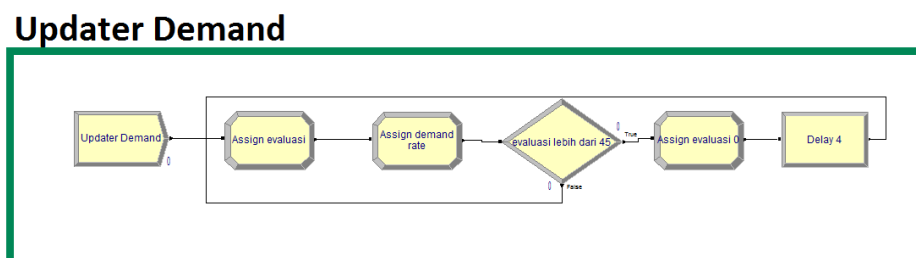 Updater Demand
Updater Demand
0
Assign evaluasi
Assign demand
rate
evaluasi lebih dari 45
0
True
0
False
Assign evaluasi 0
Delay 4